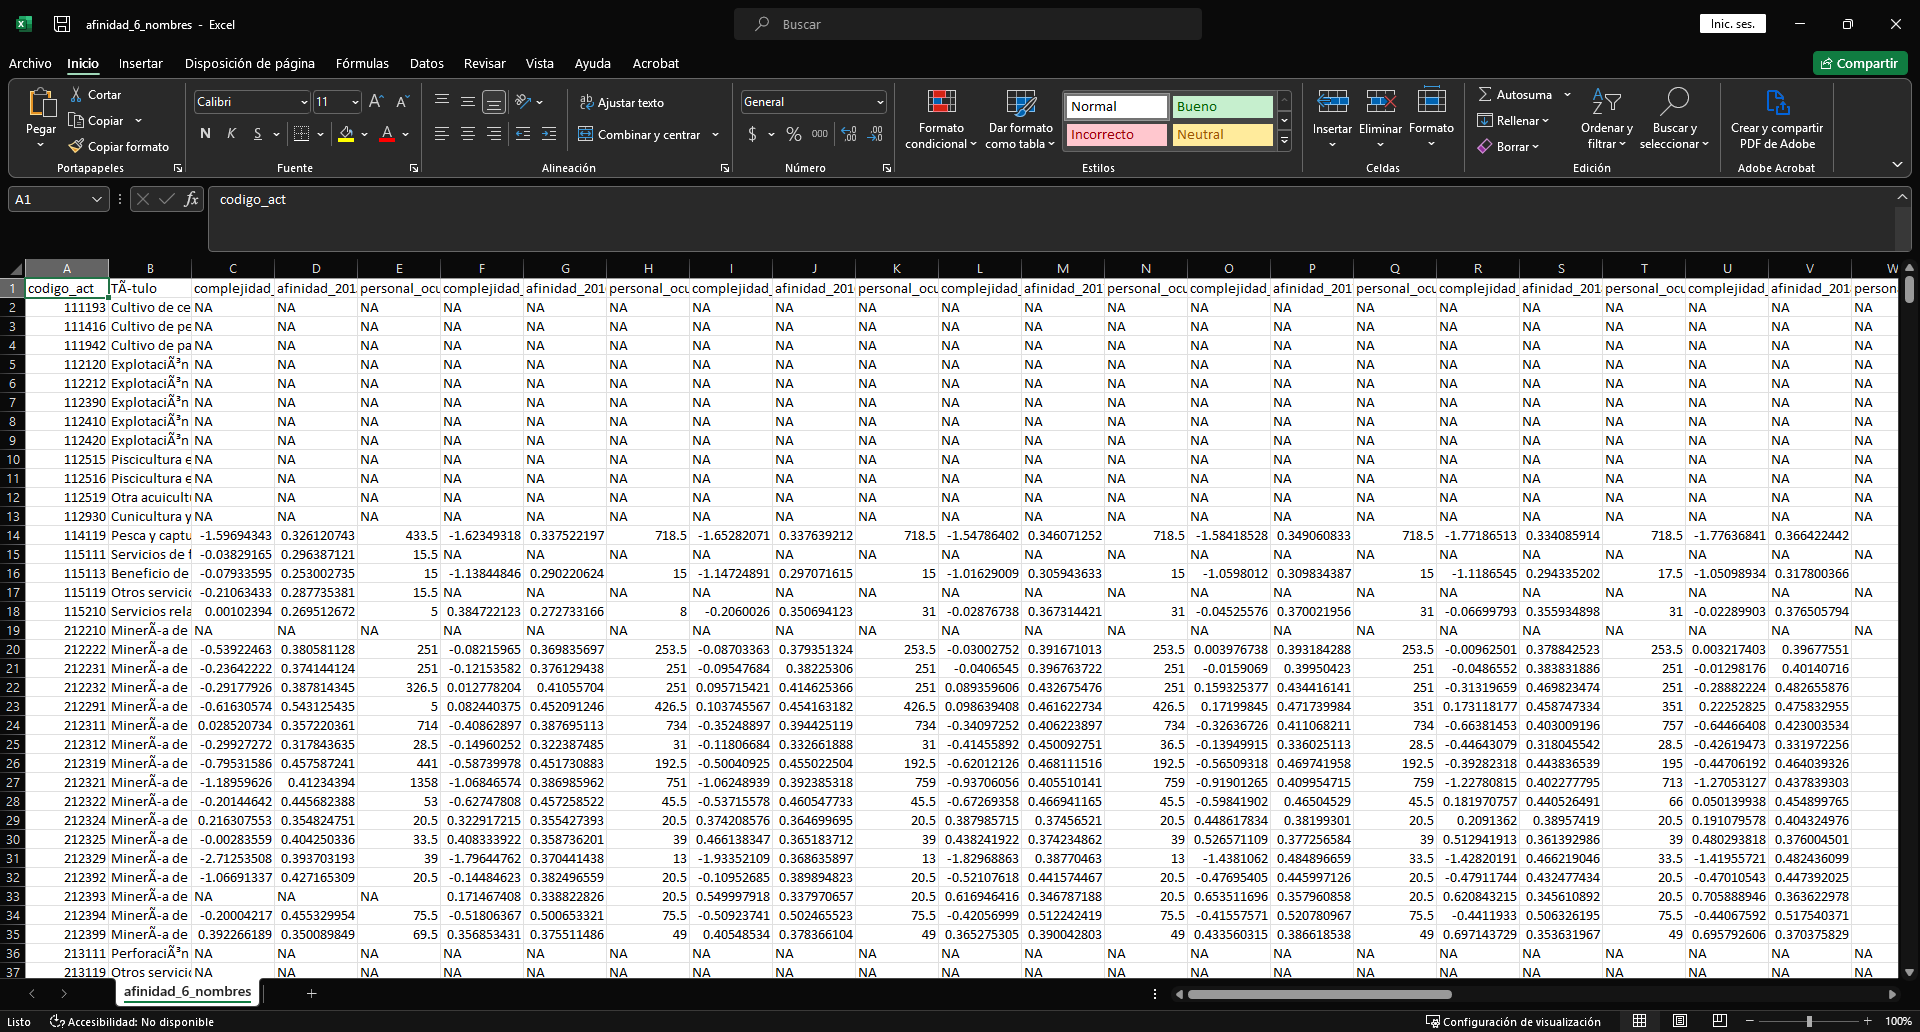 afinidad_6_nombres - Excel
Buscar
Inic. ses.
Archivo Inicio Insertar Disposición de página Fórmulas Datos Revisar Vista Ayuda Acrobat
Compartir
Pegar
Cortar
Copiar
Copiar formato
Portapapeles
Calibri 11
N K S
Fuente
Ajustar texto
Combinar y centrar
Alineación
General
$ % 000
Número
Formato condicional
Dar formato como tabla
Normal Bueno
Incorrecto Neutral
Estilos
Insertar Eliminar Formato
Celdas
Autosuma
Rellenar
Borrar
Ordenar y filtrar
Buscar y seleccionar
Edición
Crear y compartir PDF de Adobe
Adobe Acrobat
A1 fx codigo_act
A B C D E F G H I J K L M N O P Q R S T U V W
1 codigo_act TÃ-tulo complejidad_ afinidad_201 personal_ocu complejidad_ afinidad_201 personal_ocu complejidad_ afinidad_201 personal_ocu complejidad_ afinidad_201 personal_ocu complejidad_ afinidad_201 personal_ocu complejidad_ afinidad_201 personal_ocu complejidad_ afinidad_201 person
2 111193 Cultivo de ce NA NA NA NA NA NA NA NA NA NA NA NA NA NA NA NA NA NA NA NA NA
3 111416 Cultivo de pe NA NA NA NA NA NA NA NA NA NA NA NA NA NA NA NA NA NA NA NA NA
4 111942 Cultivo de pa NA NA NA NA NA NA NA NA NA NA NA NA NA NA NA NA NA NA NA NA NA
5 112120 ExplotaciÃ³n NA NA NA NA NA NA NA NA NA NA NA NA NA NA NA NA NA NA NA NA NA
6 112212 ExplotaciÃ³n NA NA NA NA NA NA NA NA NA NA NA NA NA NA NA NA NA NA NA NA NA
7 112390 ExplotaciÃ³n NA NA NA NA NA NA NA NA NA NA NA NA NA NA NA NA NA NA NA NA NA
8 112410 ExplotaciÃ³n NA NA NA NA NA NA NA NA NA NA NA NA NA NA NA NA NA NA NA NA NA
9 112420 ExplotaciÃ³n NA NA NA NA NA NA NA NA NA NA NA NA NA NA NA NA NA NA NA NA NA
10 112515 Piscicultura e NA NA NA NA NA NA NA NA NA NA NA NA NA NA NA NA NA NA NA NA NA
11 112516 Piscicultura e NA NA NA NA NA NA NA NA NA NA NA NA NA NA NA NA NA NA NA NA NA
12 112519 Otra acuicult NA NA NA NA NA NA NA NA NA NA NA NA NA NA NA NA NA NA NA NA NA
13 112930 Cunicultura y NA NA NA NA NA NA NA NA NA NA NA NA NA NA NA NA NA NA NA NA NA
14 114119 Pesca y captu -1.59694343 0.326120743 433.5 -1.62349318 0.337522197 718.5 -1.65282071 0.337639212 718.5 -1.54786402 0.346071252 718.5 -1.58418528 0.349060833 718.5 -1.77186513 0.334085914 718.5 -1.77636841 0.366422442
15 115111 Servicios de f -0.03829165 0.296387121 15.5 NA NA NA NA NA NA NA NA NA NA NA NA NA NA NA NA NA NA
16 115113 Beneficio de -0.07933595 0.253002735 15 -1.13844846 0.290220624 15 -1.14724891 0.297071615 15 -1.01629009 0.305943633 15 -1.0598012 0.309834387 15 -1.1186545 0.294335202 17.5 -1.05098934 0.317800366
17 115119 Otros servicio -0.21063433 0.287735381 15.5 NA NA NA NA NA NA NA NA NA NA NA NA NA NA NA NA NA NA
18 115210 Servicios rela 0.00102394 0.269512672 5 0.384722123 0.272733166 8 -0.2060026 0.350694123 31 -0.02876738 0.367314421 31 -0.04525576 0.370021956 31 -0.06699793 0.355934898 31 -0.02289903 0.376505794
19 212210 MinerÃ-a de NA NA NA NA NA NA NA NA NA NA NA NA NA NA NA NA NA NA NA NA NA
20 212222 MinerÃ-a de -0.53922463 0.380581128 251 -0.08215965 0.369835697 253.5 -0.08703363 0.379351324 253.5 -0.03002752 0.391671013 253.5 0.003976738 0.393184288 253.5 -0.00962501 0.378842523 253.5 0.003217403 0.39677551
21 212231 MinerÃ-a de -0.23642222 0.374144124 251 -0.12153582 0.376129438 251 -0.09547684 0.38225306 251 -0.0406545 0.396763722 251 -0.0159069 0.39950423 251 -0.0486552 0.383831886 251 -0.01298176 0.40140716
22 212232 MinerÃ-a de -0.29177926 0.387814345 326.5 0.012778204 0.41055704 251 0.095715421 0.414625366 251 0.089359606 0.432675476 251 0.159325377 0.434416141 251 -0.31319659 0.469823474 251 -0.28882224 0.482655876
23 212291 MinerÃ-a de -0.61630574 0.543125435 5 0.082440375 0.452091246 426.5 0.103745567 0.454163182 426.5 0.098639408 0.461622734 426.5 0.17199845 0.471739984 351 0.173118177 0.458747334 351 0.22252825 0.475832955
24 212311 MinerÃ-a de 0.028520734 0.357220361 714 -0.40862897 0.387695113 734 -0.35248897 0.394425119 734 -0.34097252 0.406223897 734 -0.32636726 0.411068211 734 -0.66381453 0.403009196 757 -0.64466408 0.423003534
25 212312 MinerÃ-a de -0.29927272 0.317843635 28.5 -0.14960252 0.322387485 31 -0.11806684 0.332661888 31 -0.41455892 0.450092751 36.5 -0.13949915 0.336025113 28.5 -0.44643079 0.318045542 28.5 -0.42619473 0.331972256
26 212319 MinerÃ-a de -0.79531586 0.457587241 441 -0.58739978 0.451730883 192.5 -0.50040925 0.455022504 192.5 -0.62012126 0.468111516 192.5 -0.56509318 0.469741958 192.5 -0.39282318 0.443836539 195 -0.44706192 0.464039326
27 212321 MinerÃ-a de -1.18959626 0.41234394 1358 -1.06846574 0.386985962 751 -1.06248939 0.392385318 759 -0.93706056 0.405510141 759 -0.91901265 0.409954715 759 -1.22780815 0.402277795 713 -1.27053127 0.437839303
28 212322 MinerÃ-a de -0.20144642 0.445682388 53 -0.62747808 0.457258522 45.5 -0.53715578 0.460547733 45.5 -0.67269358 0.466941165 45.5 -0.59841902 0.46504529 45.5 0.181970757 0.440526491 66 0.050139938 0.454899765
29 212324 MinerÃ-a de 0.216307553 0.354824751 20.5 0.322917215 0.355427393 20.5 0.374208576 0.364699695 20.5 0.387985715 0.37456521 20.5 0.448617834 0.38199301 20.5 0.2091362 0.38957419 20.5 0.191079578 0.404324976
30 212325 MinerÃ-a de -0.00283559 0.404250336 33.5 0.408333922 0.358736201 39 0.466138347 0.365183712 39 0.438241922 0.374234862 39 0.526571109 0.377256584 39 0.512941913 0.361392986 39 0.480293818 0.376004501
31 212329 MinerÃ-a de -2.71253508 0.393703193 39 -1.79644762 0.370441438 13 -1.93352109 0.368635897 13 -1.82968863 0.38770463 13 -1.4381062 0.484896659 33.5 -1.42820191 0.466219046 33.5 -1.41955721 0.482436099
32 212392 MinerÃ-a de -1.06691337 0.427165309 20.5 -0.14484623 0.382496559 20.5 -0.10952685 0.389894823 20.5 -0.52107618 0.441574467 20.5 -0.47695405 0.445997126 20.5 -0.47911744 0.432477434 20.5 -0.47010543 0.447392025
33 212393 MinerÃ-a de NA NA NA 0.171467408 0.338822826 20.5 0.549997918 0.337970657 20.5 0.616946416 0.346787188 20.5 0.653511696 0.357960858 20.5 0.620843215 0.345610892 20.5 0.705888946 0.363622978
34 212394 MinerÃ-a de -0.20004217 0.455329954 75.5 -0.51806367 0.500653321 75.5 -0.50923741 0.502465523 75.5 -0.42056999 0.512242419 75.5 -0.41557571 0.520780967 75.5 -0.4411933 0.506326195 75.5 -0.44067592 0.517540371
35 212399 MinerÃ-a de 0.392266189 0.350089849 69.5 0.356853431 0.375511486 49 0.40548534 0.378366104 49 0.365275305 0.390042803 49 0.433560315 0.386618538 49 0.697143729 0.353631967 49 0.695792606 0.370375829
36 213111 PerforaciÃ³n NA NA NA NA NA NA NA NA NA NA NA NA NA NA NA NA NA NA NA NA NA
37 213119 Otros servicio NA NA NA NA NA NA NA NA NA NA NA NA NA NA NA NA NA NA NA NA NA
afinidad_6_nombres
Listo Accesibilidad: No disponible Configuración de visualización 100%